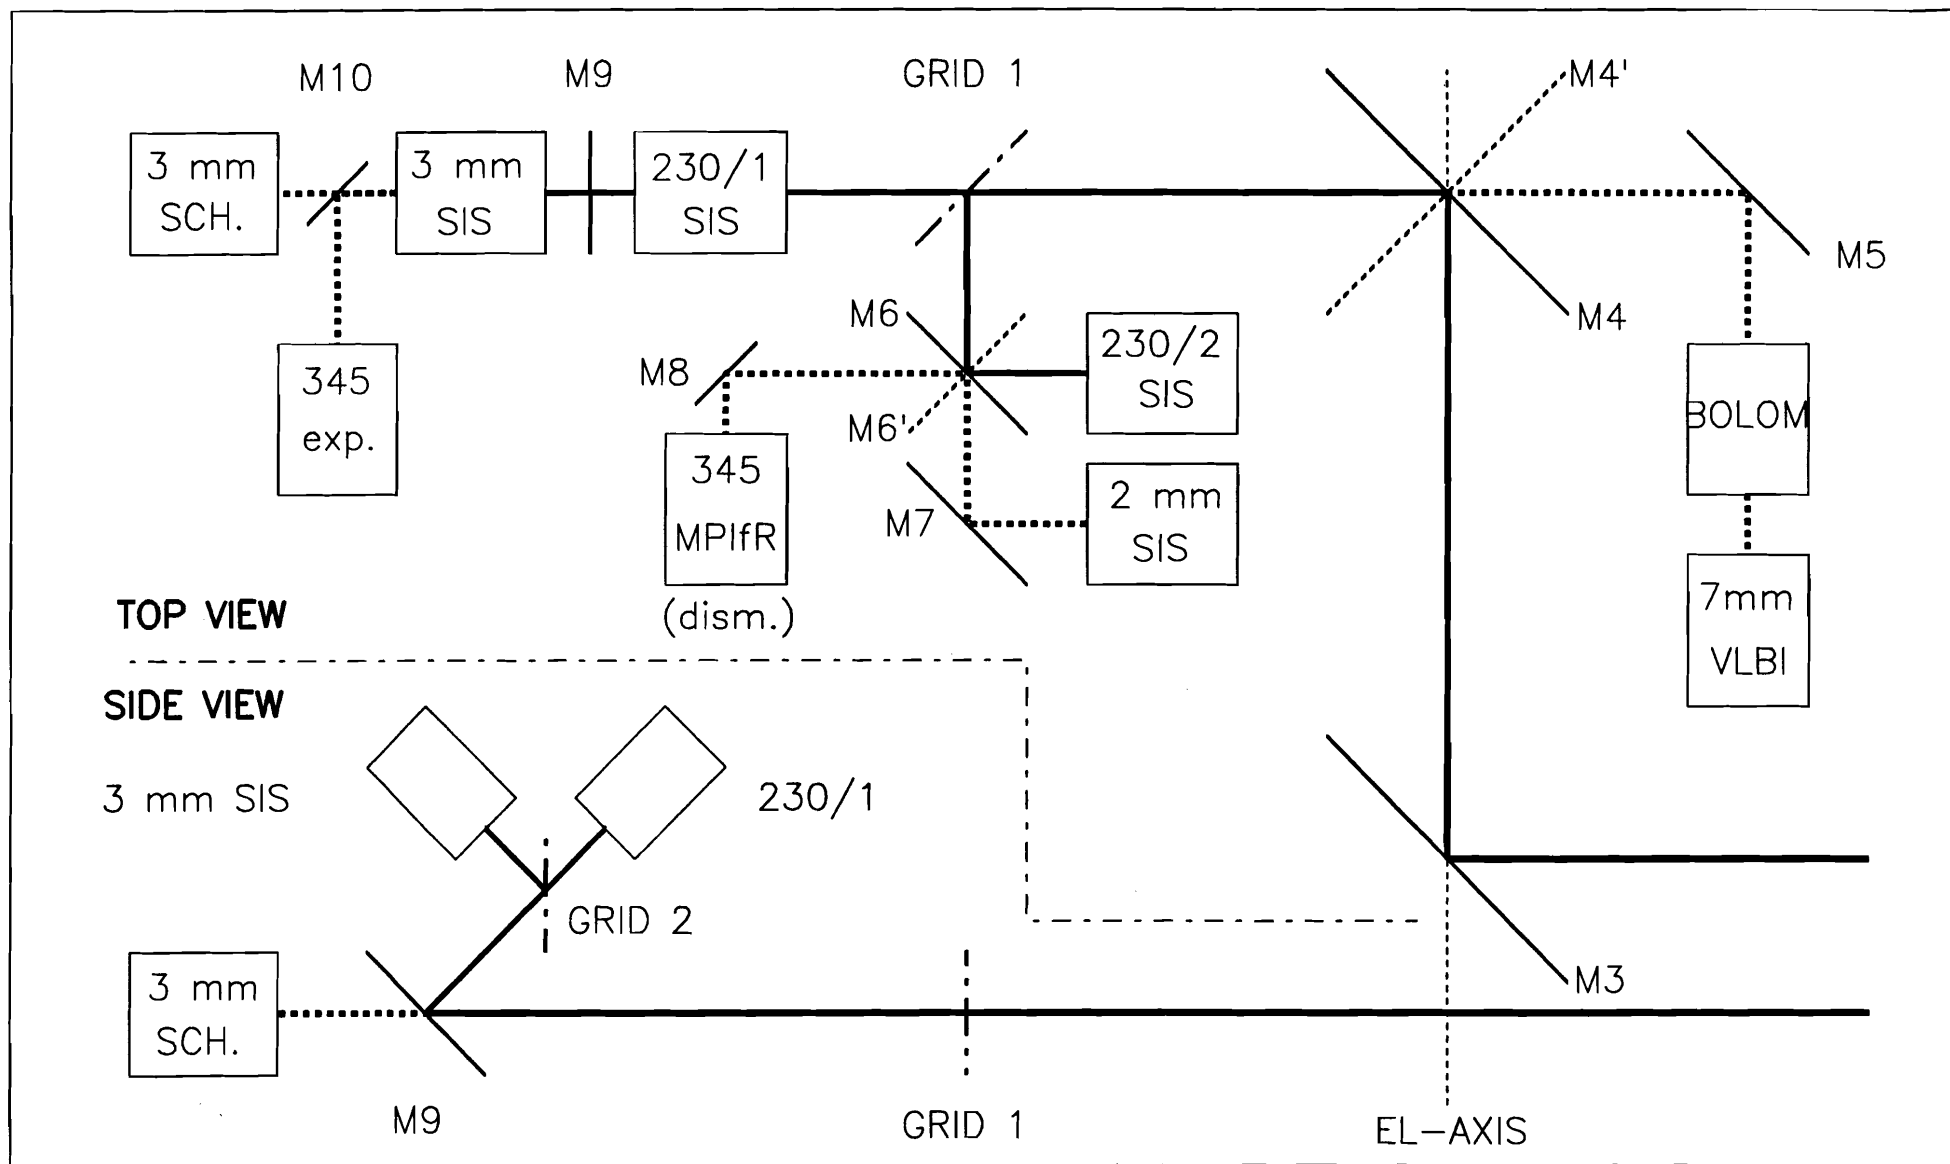 M10
M9
GRID 1
M4'
3 mm
SCH.
3 mm
SIS
230/1
SIS
M5
M4
M6
230/2
SIS
M8
M6'
345
exp.
BOLOM
345
MPIfR
M7
2 mm
SIS
(dism.)
7mm
VLBI
TOP VIEW
SIDE VIEW
3 mm SIS
230/1
GRID 2
M3
3 mm
SCH.
M9
GRID 1
EL-AXIS